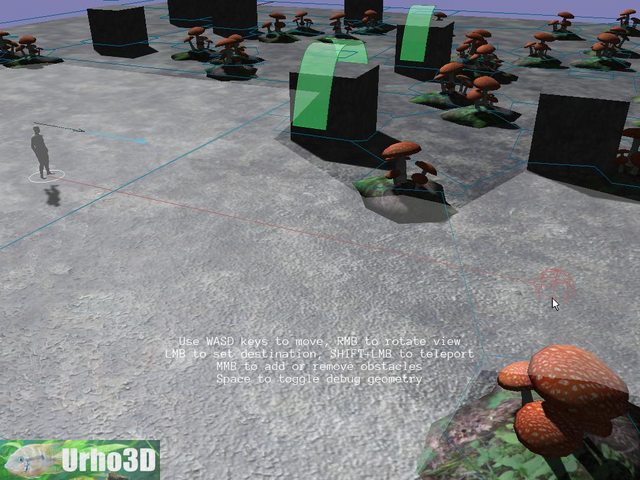 Use WASD keys to move, RMB to rotate view
LMB to set destination, SHIFT+LMB to teleport
MMB to add or remove obstacles
Space to toggle debug geometry
Urho3D